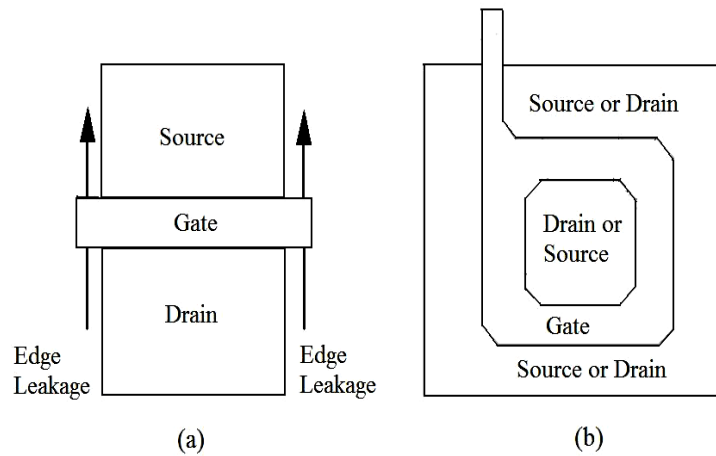 Source
Gate
Drain
Edge
Leakage
Edge
Leakage
(a)
Source or Drain
Drain or
Source
Gate
Source or Drain
(b)